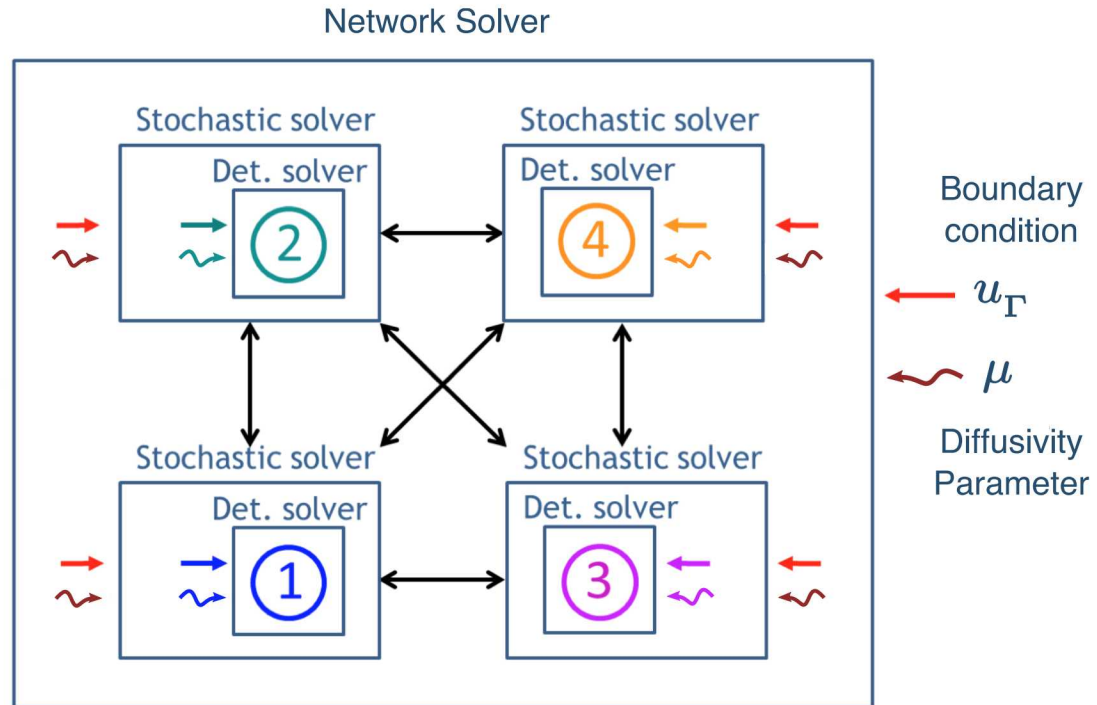 Network Solver
Stochastic solver
Det. solver
2
Stochastic solver
Det. solver
4
Stochastic solver
Det. solver
1
Stochastic solver
Det. solver
3
Boundary
condition
u_Γ
μ
Diffusivity
Parameter